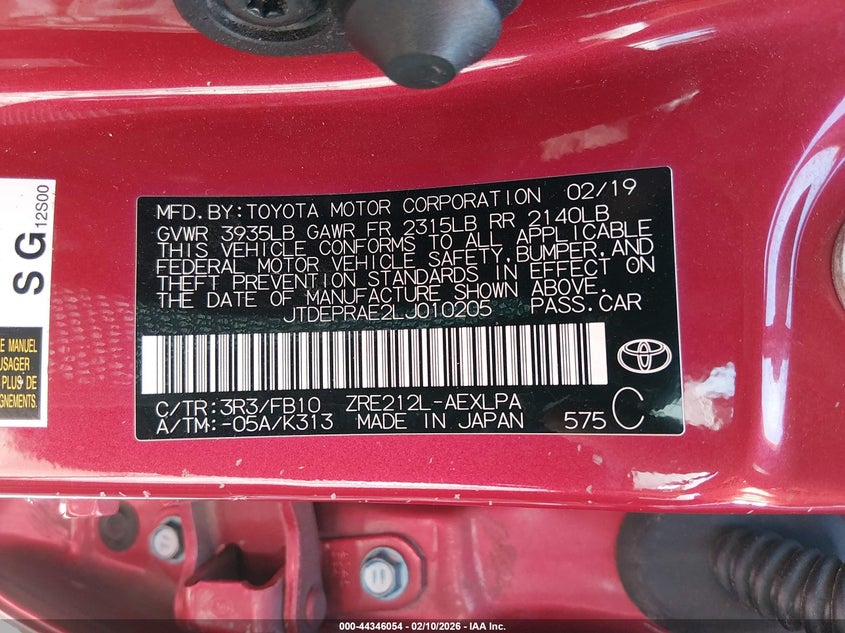 MFD.BY:TOYOTA MOTOR CORPORATION 02/19
GVWR 3935LB GAWR FR 2315LB RR 2140LB
THIS VEHICLE CONFORMS TO ALL APPLICABLE
FEDERAL MOTOR VEHICLE SAFETY,BUMPER,AND
THEFT PREVENTION STANDARDS IN EFFECT ON
THE DATE OF MANUFACTURE SHOWN ABOVE.
JTDEPRAE2LJ010205 PASS.CAR
C/TR:3R3/FB10 ZRE212L-AEXLPA
A/TM:-05A/K313 MADE IN JAPAN 575 C
SG 12S00
E MANUEL
USAGER
PLUS DE
GNEMENTS.
000-44346054 — 02/10/2026 — IAA Inc.